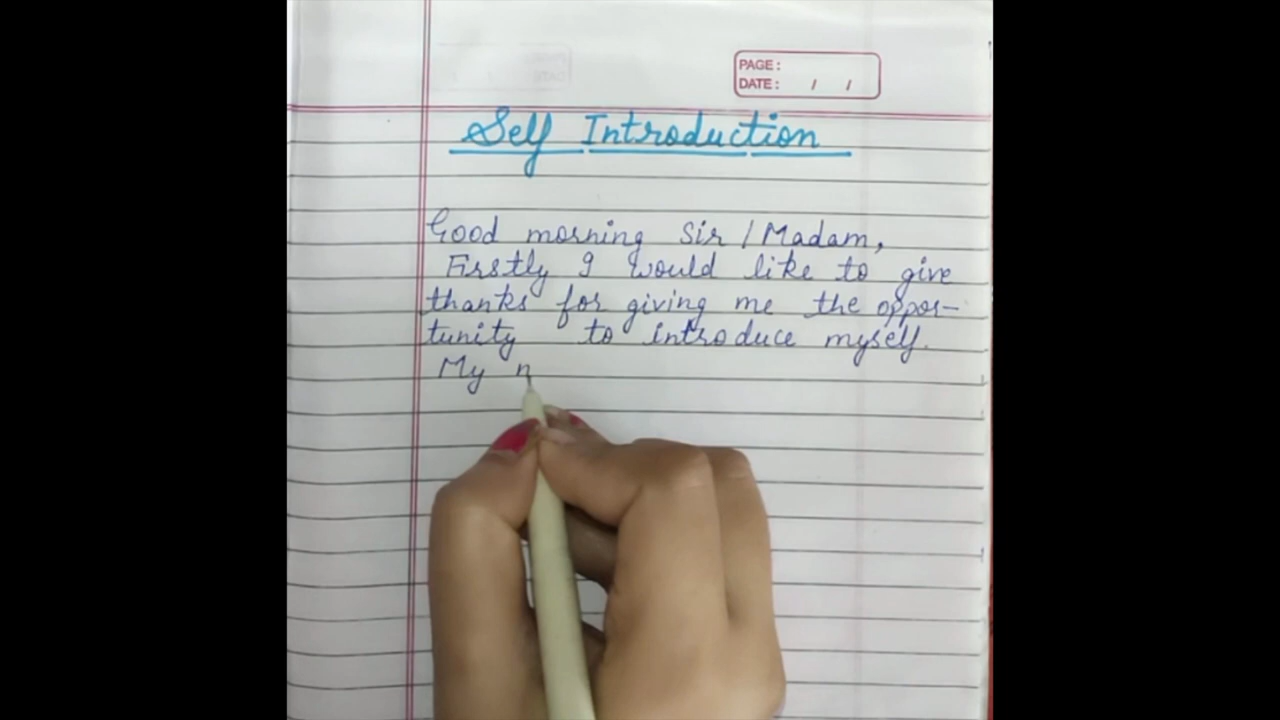 PAGE:
DATE: / /
Self Introduction
Good morning Sir / Madam,
Firstly I would like to give
thanks for giving me the oppor-
tunity to introduce myself.
My n